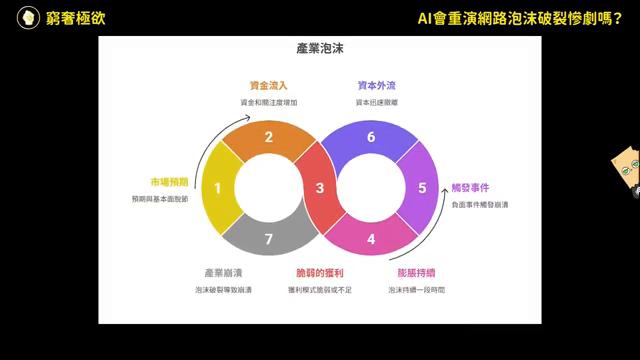 窮奢極欲
AI會重演網路泡沫破裂慘劇嗎?
產業泡沫
資金流入
資金和關注度增加
資本外流
資本迅速撤離
2
6
市場預期
預期與基本面脫節
1
3
5
觸發事件
負面事件觸發崩潰
7
4
產業崩潰
泡沫破裂導致崩潰
脆弱的獲利
獲利模式脆弱或不足
膨脹持續
泡沫持續一段時間